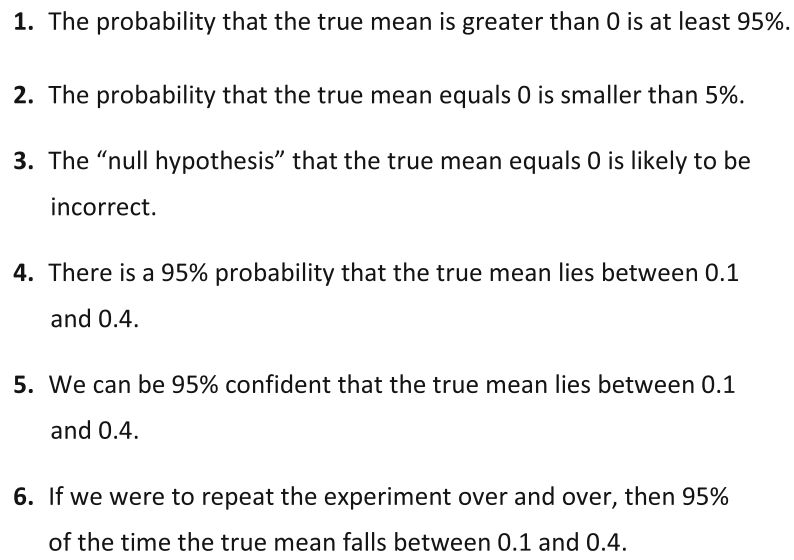 1. The probability that the true mean is greater than 0 is at least 95%.
2. The probability that the true mean equals 0 is smaller than 5%.
3. The “null hypothesis” that the true mean equals 0 is likely to be
incorrect.
4. There is a 95% probability that the true mean lies between 0.1
and 0.4.
5. We can be 95% confident that the true mean lies between 0.1
and 0.4.
6. If we were to repeat the experiment over and over, then 95%
of the time the true mean falls between 0.1 and 0.4.